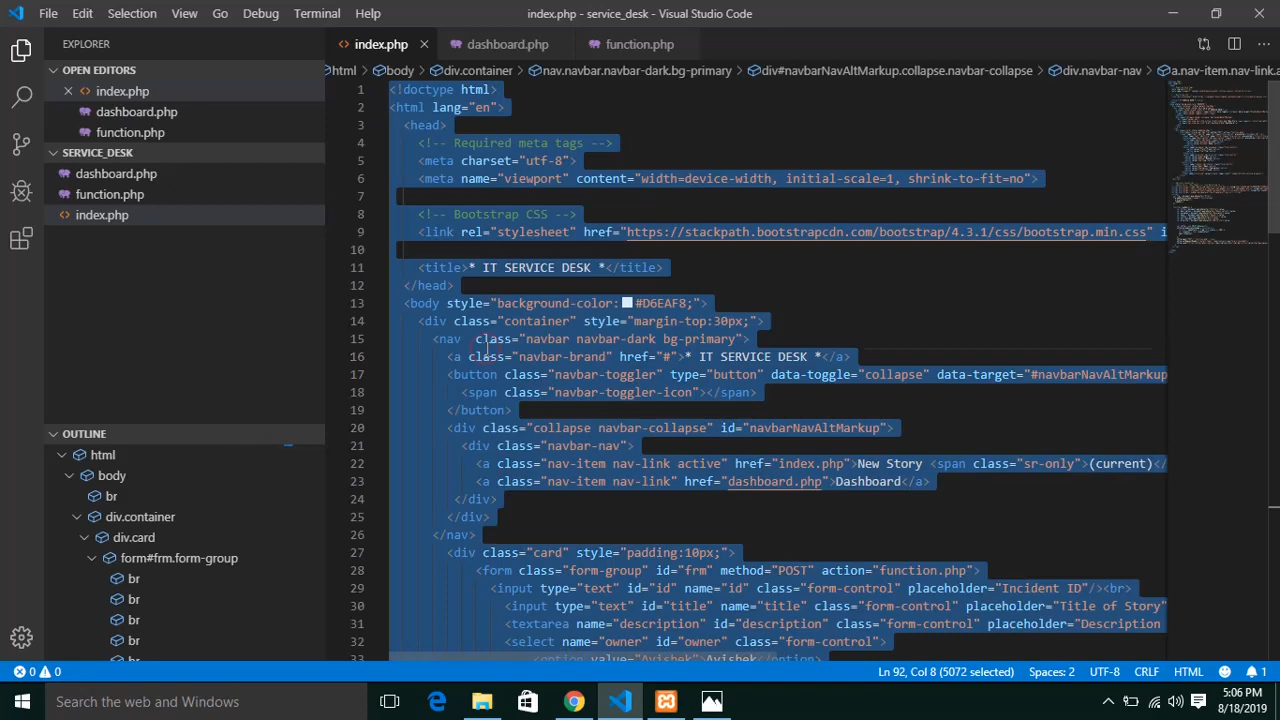 File Edit Selection View Go Debug Terminal Help index.php - service_desk - Visual Studio Code
EXPLORER index.php dashboard.php function.php
OPEN EDITORS
index.php
dashboard.php
function.php
SERVICE_DESK
dashboard.php
function.php
index.php
OUTLINE
html
body
br
div.container
div.card
form#frm.form-group
br
br
br
br
html body div.container nav.navbar.navbar-dark.bg-primary div#navbarNavAltMarkup.collapse.navbar-collapse div.navbar-nav a.nav-item.nav-link.a
1 <!doctype html>
2 <html lang="en">
3 <head>
4 <!-- Required meta tags -->
5 <meta charset="utf-8">
6 <meta name="Viewport" content="width=device-width, initial-scale=1, shrink-to-fit=no">
7
8 <!-- Bootstrap CSS -->
9 <link rel="stylesheet" href="https://stackpath.bootstrapcdn.com/bootstrap/4.3.1/css/bootstrap.min.css" i
10
11 <title>* IT SERVICE DESK *</title>
12 </head>
13 <body style="background-color:#D6EAF8;">
14 <div class="container" style="margin-top:30px;">
15 <nav class="navbar navbar-dark bg-primary">
16 <a class="navbar-brand" href="#">* IT SERVICE DESK *</a>
17 <button class="navbar-toggler" type="button" data-toggle="collapse" data-target="#navbarNavAltMarkup
18 <span class="navbar-toggler-icon"></span>
19 </button>
20 <div class="collapse navbar-collapse" id="navbarNavAltMarkup">
21 <div class="navbar-nav">
22 <a class="nav-item nav-link active" href="index.php">New Story <span class="sr-only">(current)</
23 <a class="nav-item nav-link" href="dashboard.php">Dashboard</a>
24 </div>
25 </div>
26 </nav>
27 <div class="card" style="padding:10px;">
28 <form class="form-group" id="frm" method="POST" action="function.php">
29 <input type="text" id="id" name="id" class="form-control" placeholder="Incident ID"/><br>
30 <input type="text" id="title" name="title" class="form-control" placeholder="Title of Story"
31 <textarea name="description" id="description" class="form-control" placeholder="Description
32 <select name="owner" id="owner" class="form-control">
33 <option value="Avishek">Avishek</option>
0 0 Ln 92, Col 8 (5072 selected) Spaces: 2 UTF-8 CRLF HTML 1
Search the web and Windows 5:06 PM
8/18/2019